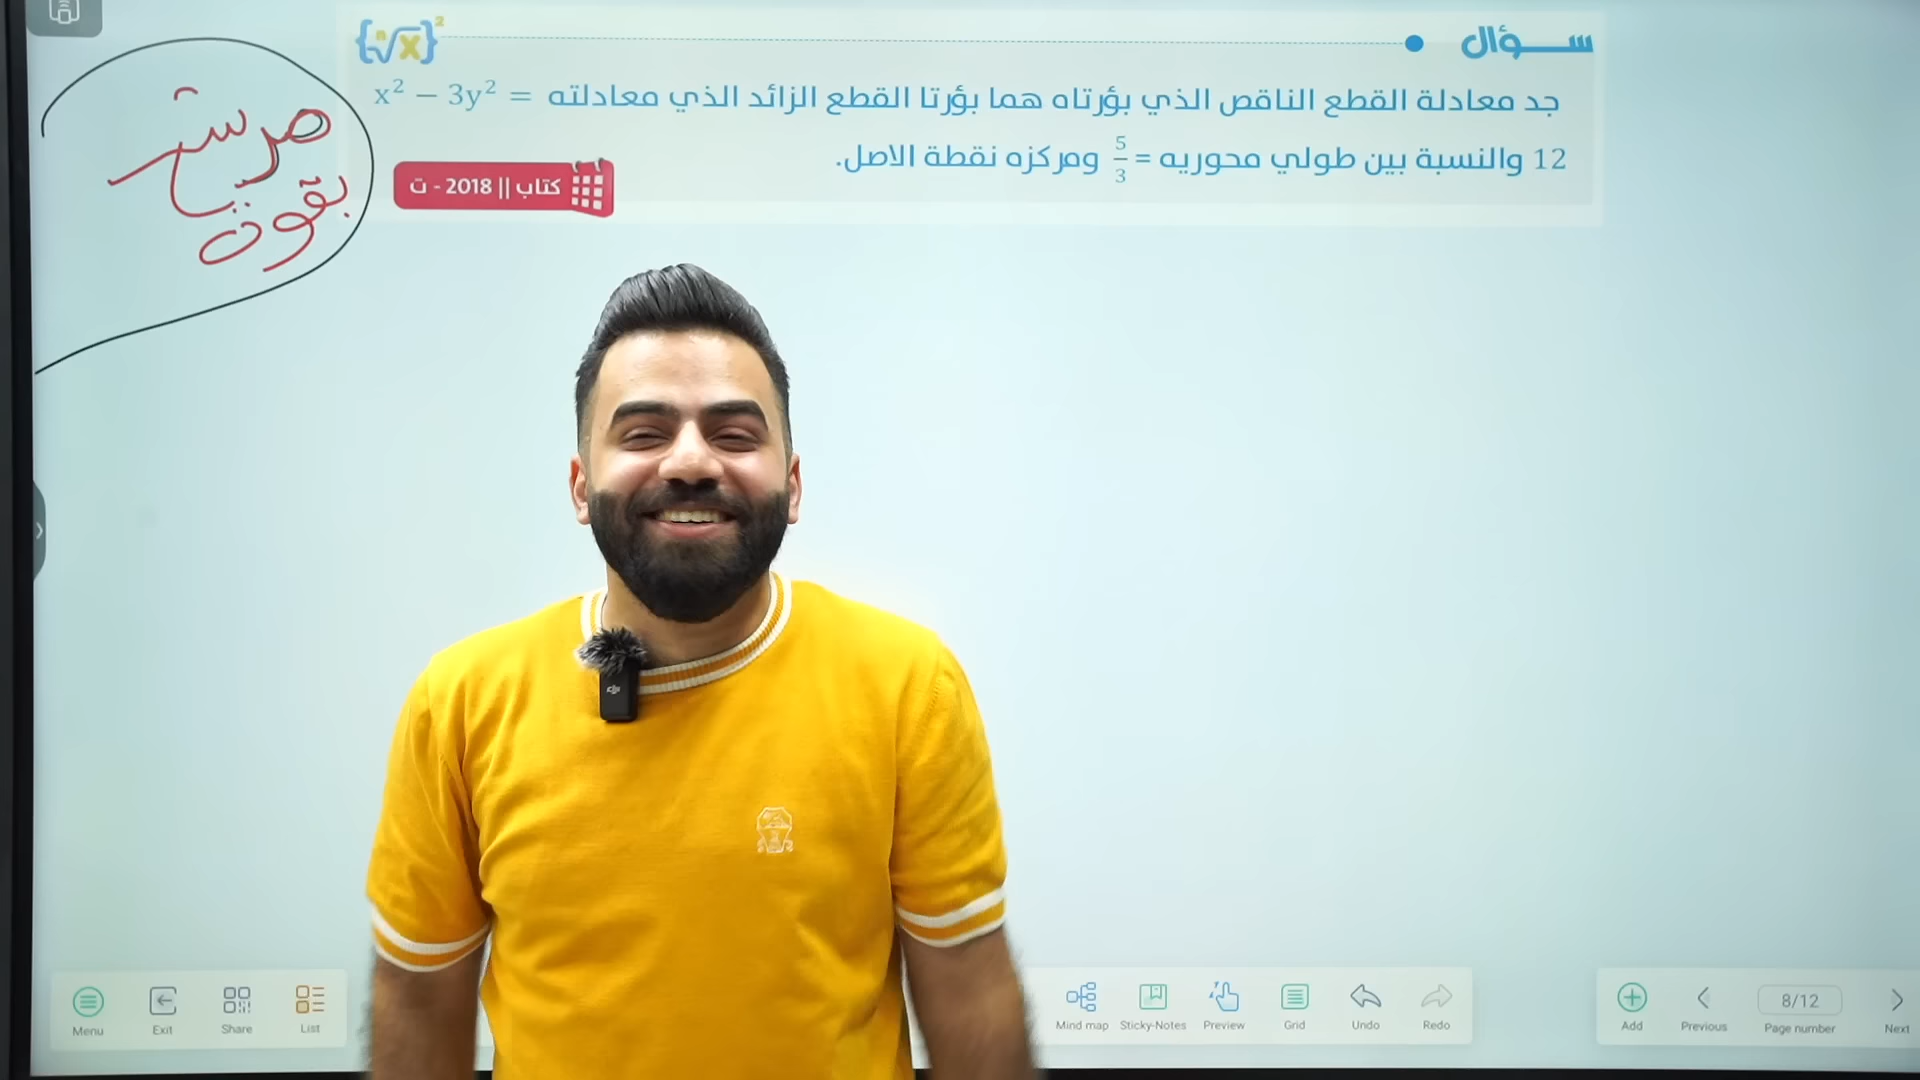 سؤال
{ⁿ√x}²
جد معادلة القطع الناقص الذي بؤرتاه هما بؤرتا القطع الزائد الذي معادلته = x² − 3y²
12 والنسبة بين طولي محوريه = 5/3 ومركزه نقطة الاصل.
كتاب || 2018 - ت
بقوة
Menu
Exit
Share
List
Mind map
Sticky-Notes
Preview
Grid
Undo
Redo
Add
Previous
8/12
Page number
Next